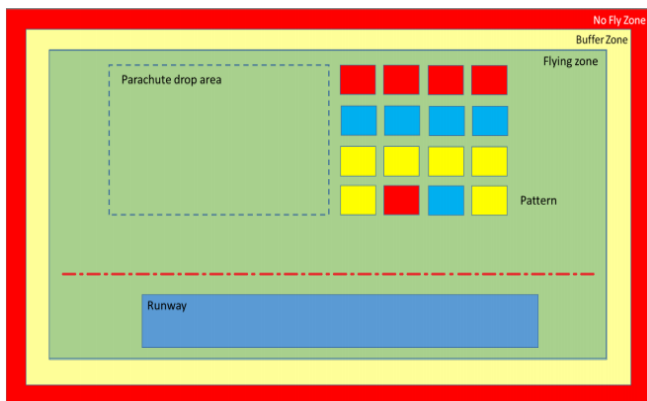 No Fly Zone
Buffer Zone
Flying zone
Parachute drop area
Pattern
Runway